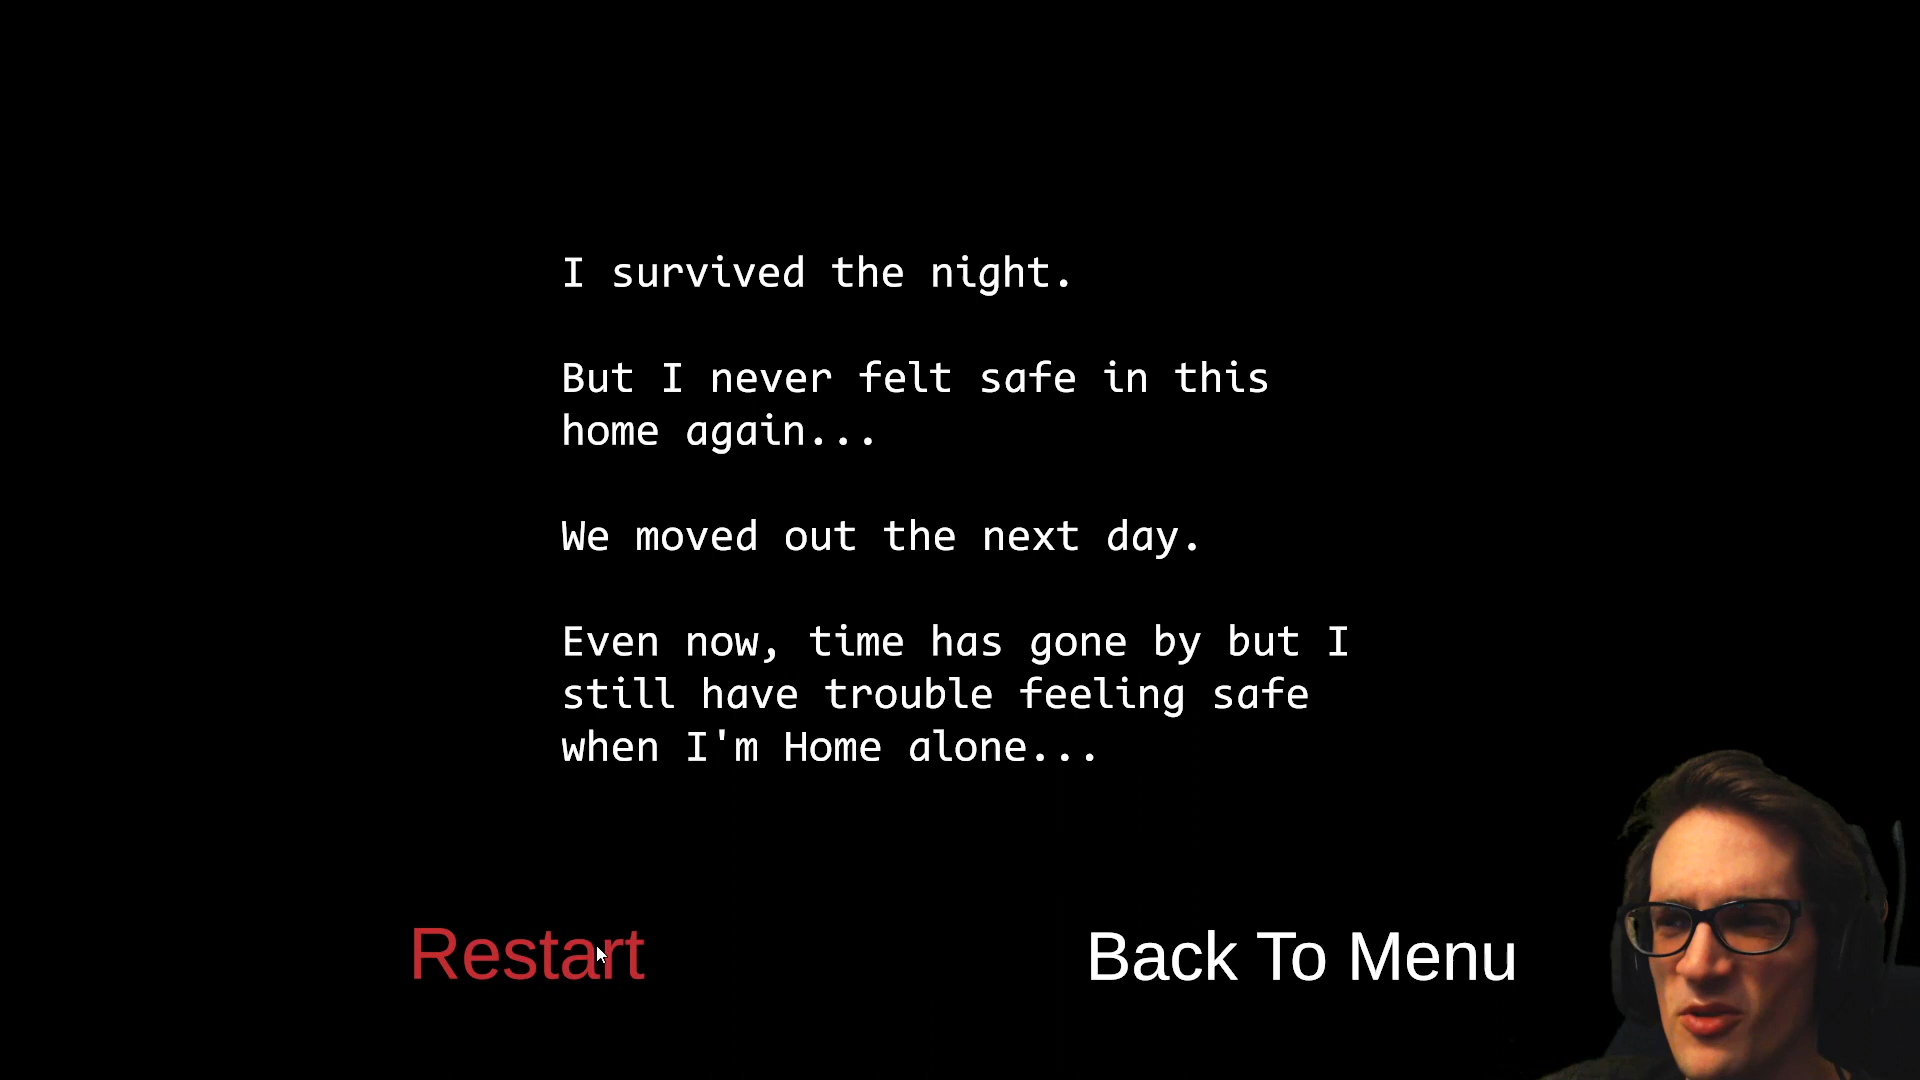 I survived the night.
But I never felt safe in this
home again...
We moved out the next day.
Even now, time has gone by but I
still have trouble feeling safe
when I'm Home alone...
Restart
Back To Menu